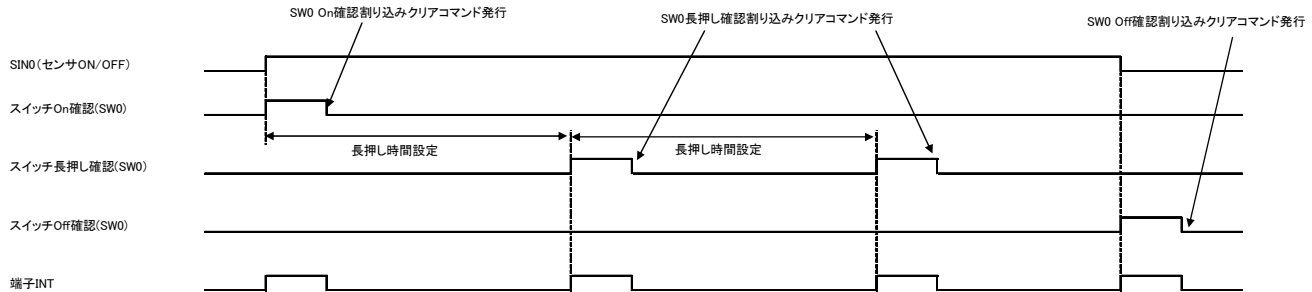 SW0 On確認割り込みクリアコマンド発行
SW0長押し確認割り込みクリアコマンド発行
SW0 Off確認割り込みクリアコマンド発行
SIN0(センサON/OFF)
スイッチOn確認(SW0)
長押し時間設定
長押し時間設定
スイッチ長押し確認(SW0)
スイッチOff確認(SW0)
端子INT